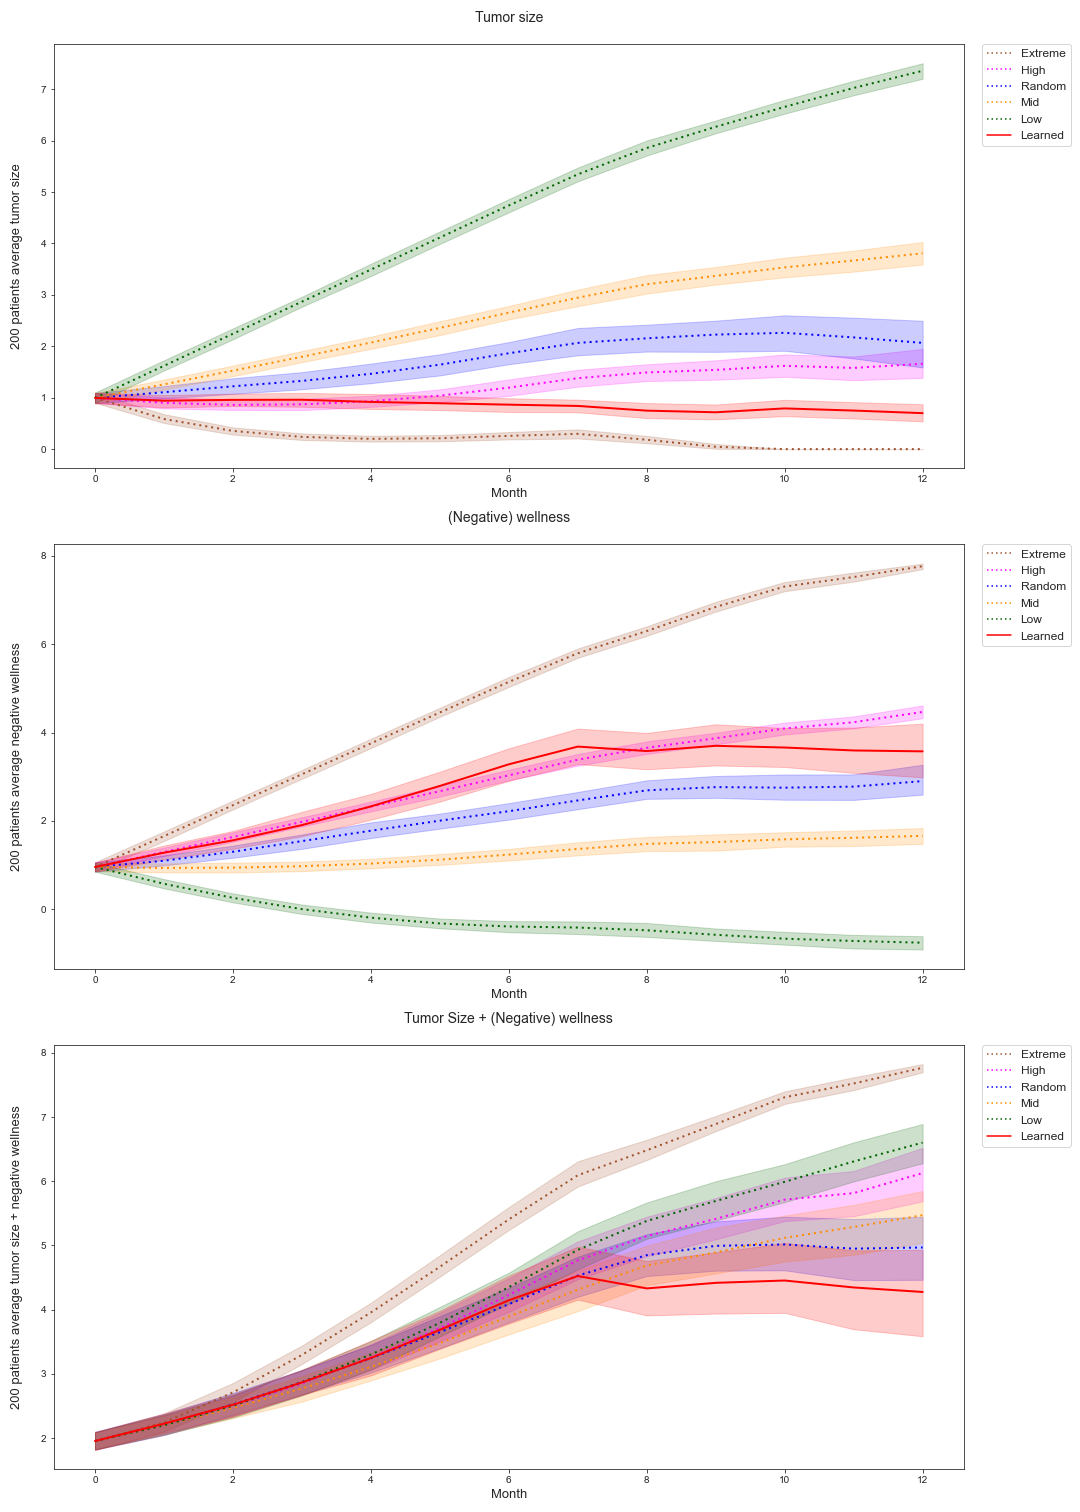 Tumor size
200 patients average tumor size
7
6
5
4
3
2
1
0
0 2 4 6 8 10 12
Month
Extreme
High
Random
Mid
Low
Learned
(Negative) wellness
200 patients average negative wellness
8
6
4
2
0
0 2 4 6 8 10 12
Month
Extreme
High
Random
Mid
Low
Learned
Tumor Size + (Negative) wellness
200 patients average tumor size + negative wellness
8
7
6
5
4
3
2
0 2 4 6 8 10 12
Month
Extreme
High
Random
Mid
Low
Learned